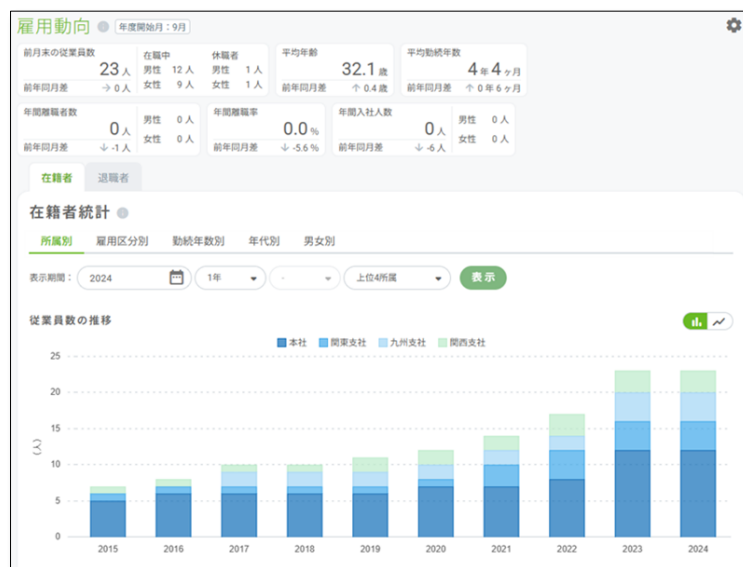 雇用動向 年度開始月：9月
前月末の従業員数 23人 前年同月差 → 0人
在職中 男性 12人 女性 9人
休職者 男性 1人 女性 1人
平均年齢 32.1歳 前年同月差 ↑ 0.4歳
平均勤続年数 4年4ヶ月 前年同月差 ↑ 0年6ヶ月
年間離職者数 0人 前年同月差 ↓ -1人
男性 0人 女性 0人
年間離職率 0.0% 前年同月差 ↓ -5.6%
年間入社人数 0人 前年同月差 ↓ -6人
男性 0人 女性 0人
在籍者 退職者
在籍者統計
所属別 雇用区分別 勤続年数別 年代別 男女別
表示期間： 2024 1年 - 上位4所属 表示
従業員数の推移
本社 関東支社 九州支社 関西支社
25
20
15
(人)
10
5
0
2015 2016 2017 2018 2019 2020 2021 2022 2023 2024